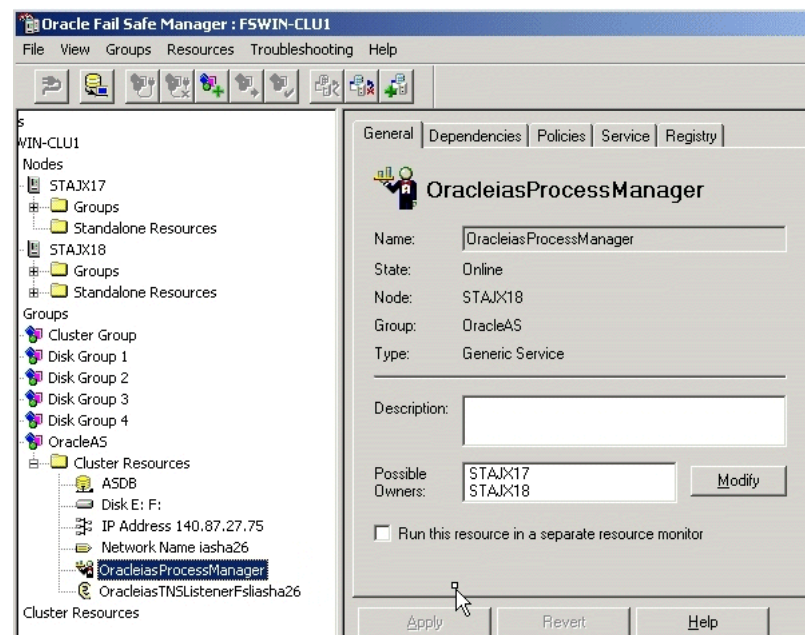 Oracle Fail Safe Manager : FSWIN-CLU1
File View Groups Resources Troubleshooting Help
s
WIN-CLU1
Nodes
STAJX17
Groups
Standalone Resources
STAJX18
Groups
Standalone Resources
Groups
Cluster Group
Disk Group 1
Disk Group 2
Disk Group 3
Disk Group 4
OracleAS
Cluster Resources
ASDB
Disk E: F:
IP Address 140.87.27.75
Network Name iasha26
OracleiasProcessManager
OracleiasTNSListenerFsliasha26
Cluster Resources
General Dependencies Policies Service Registry
OracleiasProcessManager
Name: OracleiasProcessManager
State: Online
Node: STAJX18
Group: OracleAS
Type: Generic Service
Description:
Possible Owners: STAJX17
STAJX18
Modify
Run this resource in a separate resource monitor
Apply Revert Help